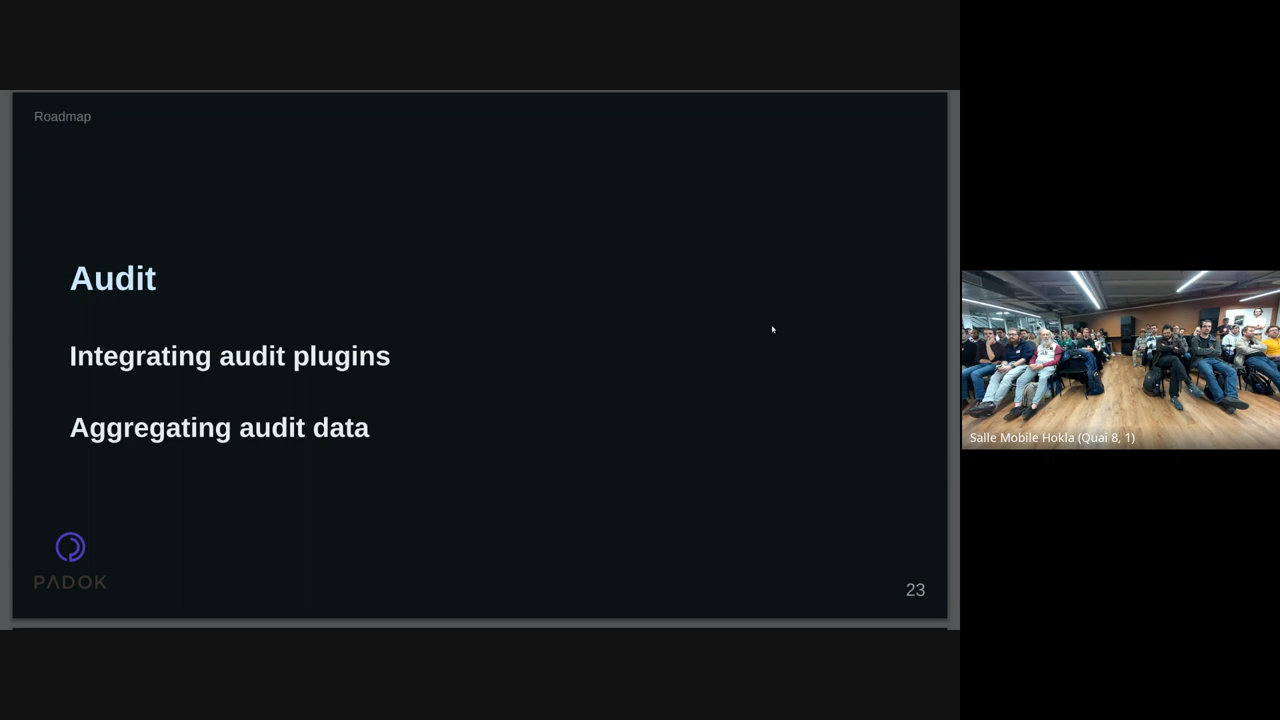 Roadmap
Audit
Integrating audit plugins
Aggregating audit data
PADOK
23
Salle Mobile Hokla (Quai 8, 1)